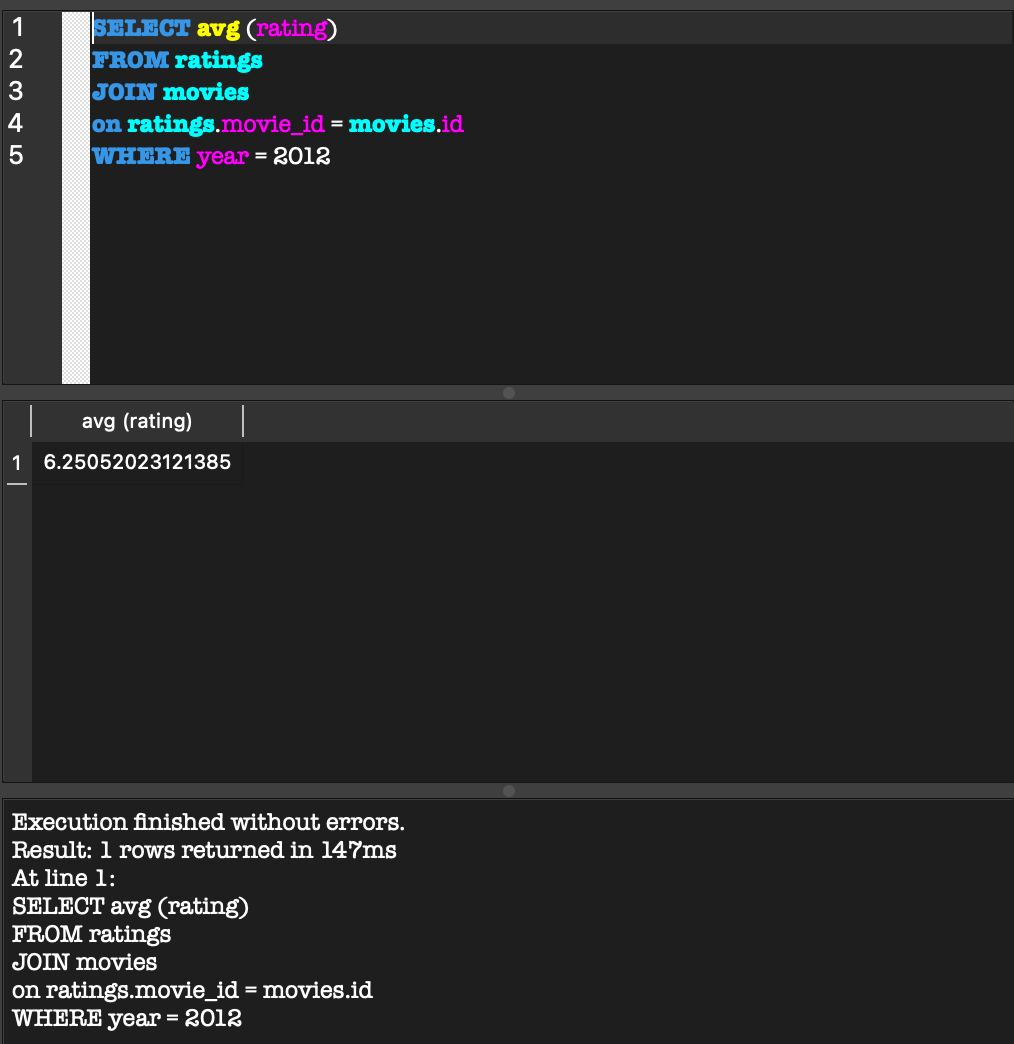 1 SELECT avg (rating)
2 FROM ratings
3 JOIN movies
4 on ratings.movie_id = movies.id
5 WHERE year = 2012
avg (rating)
1 6.25052023121385
Execution finished without errors.
Result: 1 rows returned in 147ms
At line 1:
SELECT avg (rating)
FROM ratings
JOIN movies
on ratings.movie_id = movies.id
WHERE year = 2012